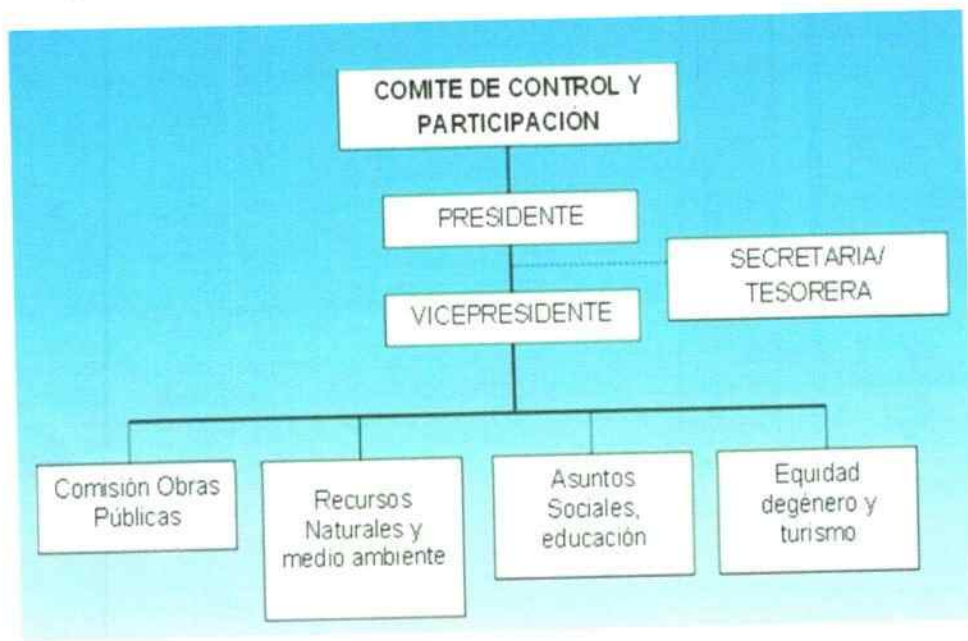 COMITE DE CONTROL Y
PARTICIPACIÓN
PRESIDENTE
SECRETARIA/
TESORERA
VICEPRESIDENTE
Comisión Obras
Públicas
Recursos
Naturales y
medio ambiente
Asuntos
Sociales,
educación
Equidad
degénero y
turismo